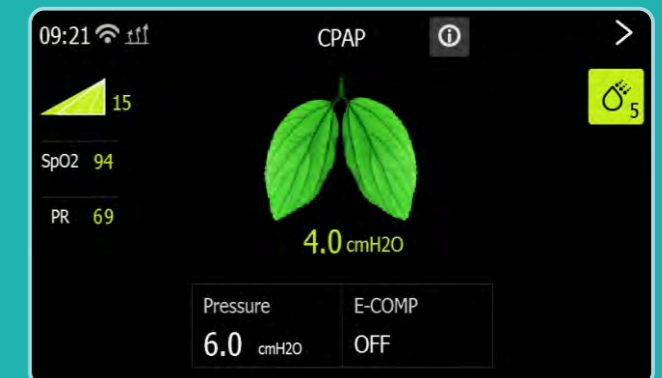 09:21 CPAP
15
5
SpO2 94
PR 69
4.0 cmH2O
Pressure E-COMP
6.0 cmH2O OFF